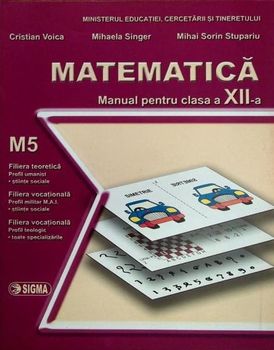 MINISTERUL EDUCAȚIEI, CERCETĂRII ȘI TINERETULUI
Cristian Voica Mihaela Singer Mihai Sorin Stupariu
MATEMATICĂ
Manual pentru clasa a XII-a
M5
Filiera teoretică
Profil umanist
• științe sociale
Filiera vocațională
Profil militar M.A.I.
• științe sociale
Filiera vocațională
Profil teologic
• toate specializările
SIMETRIE
SIGMA